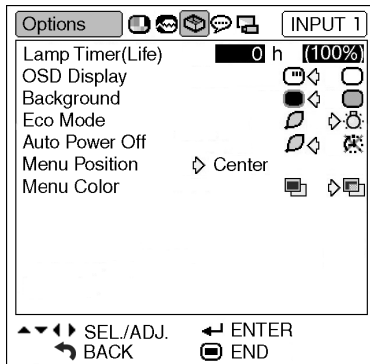 Options INPUT 1
Lamp Timer(Life) 0 h (100%)
OSD Display
Background
Eco Mode
Auto Power Off
Menu Position Center
Menu Color
SEL./ADJ. ENTER
BACK END